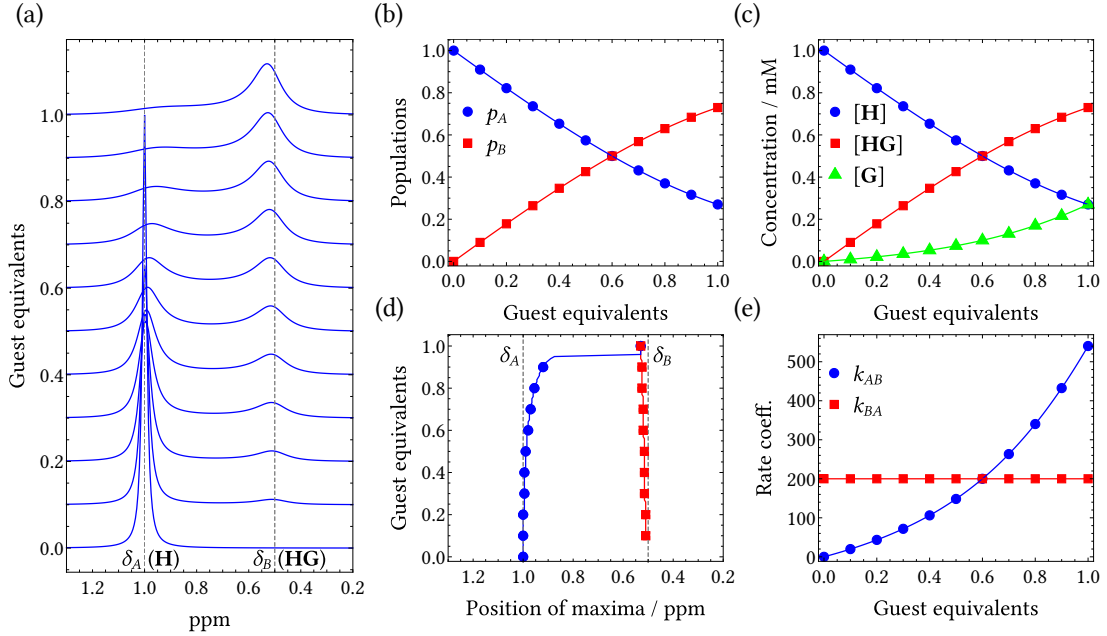 (a)
Guest equivalents
1.0
0.8
0.6
0.4
0.2
0.0
δA (H)
δB (HG)
1.2 1.0 0.8 0.6 0.4 0.2
ppm
(b)
Populations
1.0
0.8
0.6
0.4
0.2
0.0
pA
pB
0.0 0.2 0.4 0.6 0.8 1.0
Guest equivalents
(c)
Concentration / mM
1.0
0.8
0.6
0.4
0.2
0.0
[H]
[HG]
[G]
0.0 0.2 0.4 0.6 0.8 1.0
Guest equivalents
(d)
Guest equivalents
1.0
0.8
0.6
0.4
0.2
0.0
δA
δB
1.2 1.0 0.8 0.6 0.4
Position of maxima / ppm
(e)
Rate coeff.
500
400
300
200
100
0
kAB
kBA
0.0 0.2 0.4 0.6 0.8 1.0
Guest equivalents